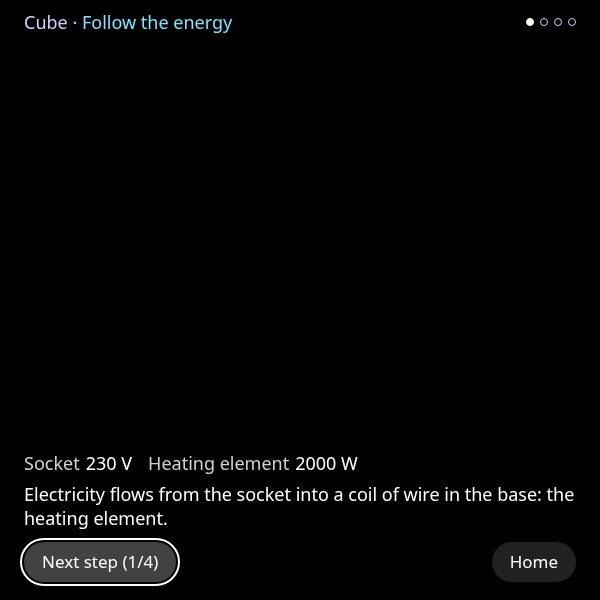 Cube · Follow the energy
Socket 230 V Heating element 2000 W
Electricity flows from the socket into a coil of wire in the base: the
heating element.
Next step (1/4)
Home